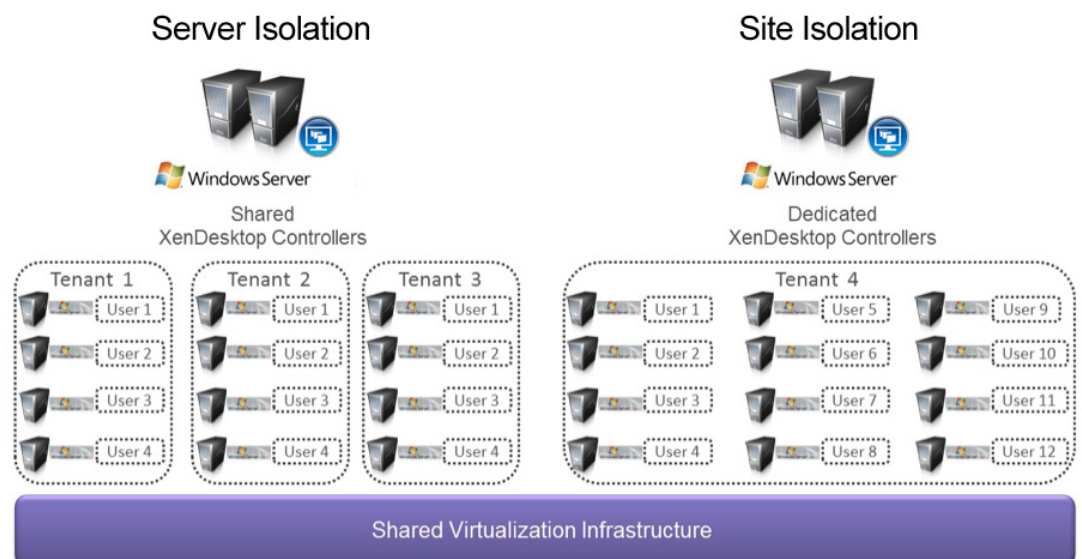 Server Isolation
Site Isolation
Windows Server
Windows Server
Shared
XenDesktop Controllers
Dedicated
XenDesktop Controllers
Tenant 1
User 1
User 2
User 3
User 4
Tenant 2
User 1
User 2
User 3
User 4
Tenant 3
User 1
User 2
User 3
User 4
Tenant 4
User 1
User 2
User 3
User 4
User 5
User 6
User 7
User 8
User 9
User 10
User 11
User 12
Shared Virtualization Infrastructure